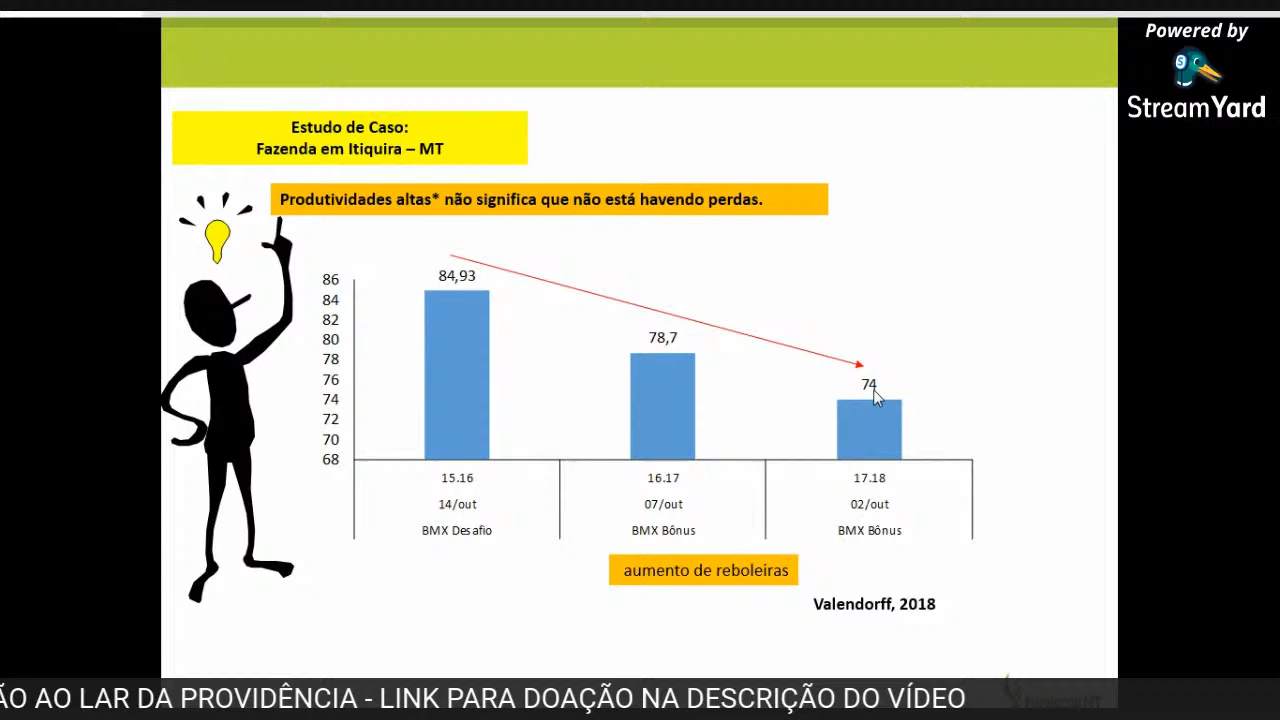 Powered by
StreamYard
Estudo de Caso:
Fazenda em Itiquira – MT
Produtividades altas* não significa que não está havendo perdas.
86
84
82
80
78
76
74
72
70
68
84,93
78,7
74
15.16
16.17
17.18
14/out
07/out
02/out
BMX Desafio
BMX Bônus
BMX Bônus
aumento de reboleiras
Valendorff, 2018
ÃO AO LAR DA PROVIDÊNCIA - LINK PARA DOAÇÃO NA DESCRIÇÃO DO VÍDEO